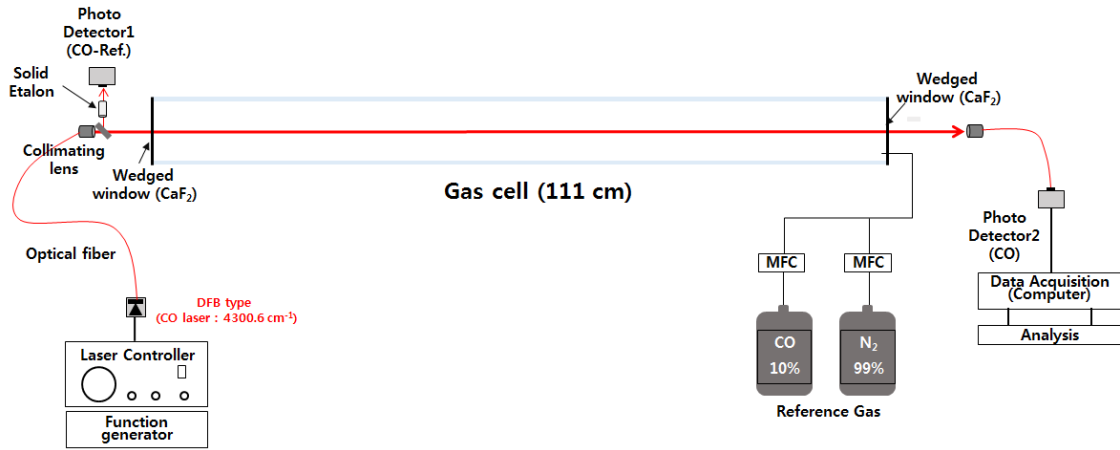 Photo
Detector1
(CO-Ref.)
Solid
Etalon
Collimating
lens
Wedged
window (CaF₂)
Gas cell (111 cm)
Wedged
window (CaF₂)
Optical fiber
DFB type
(CO laser : 4300.6 cm⁻¹)
Laser Controller
Function
generator
MFC
MFC
CO
10%
N₂
99%
Reference Gas
Photo
Detector2
(CO)
Data Acquisition
(Computer)
Analysis